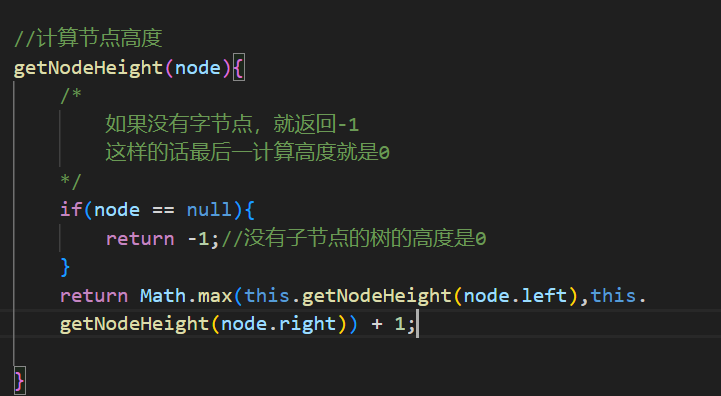 //计算节点高度
getNodeHeight(node){
/*
如果没有字节点，就返回-1
这样的话最后一计算高度就是0
*/
if(node == null){
return -1;//没有子节点的树的高度是0
}
return Math.max(this.getNodeHeight(node.left),this.
getNodeHeight(node.right)) + 1;
}